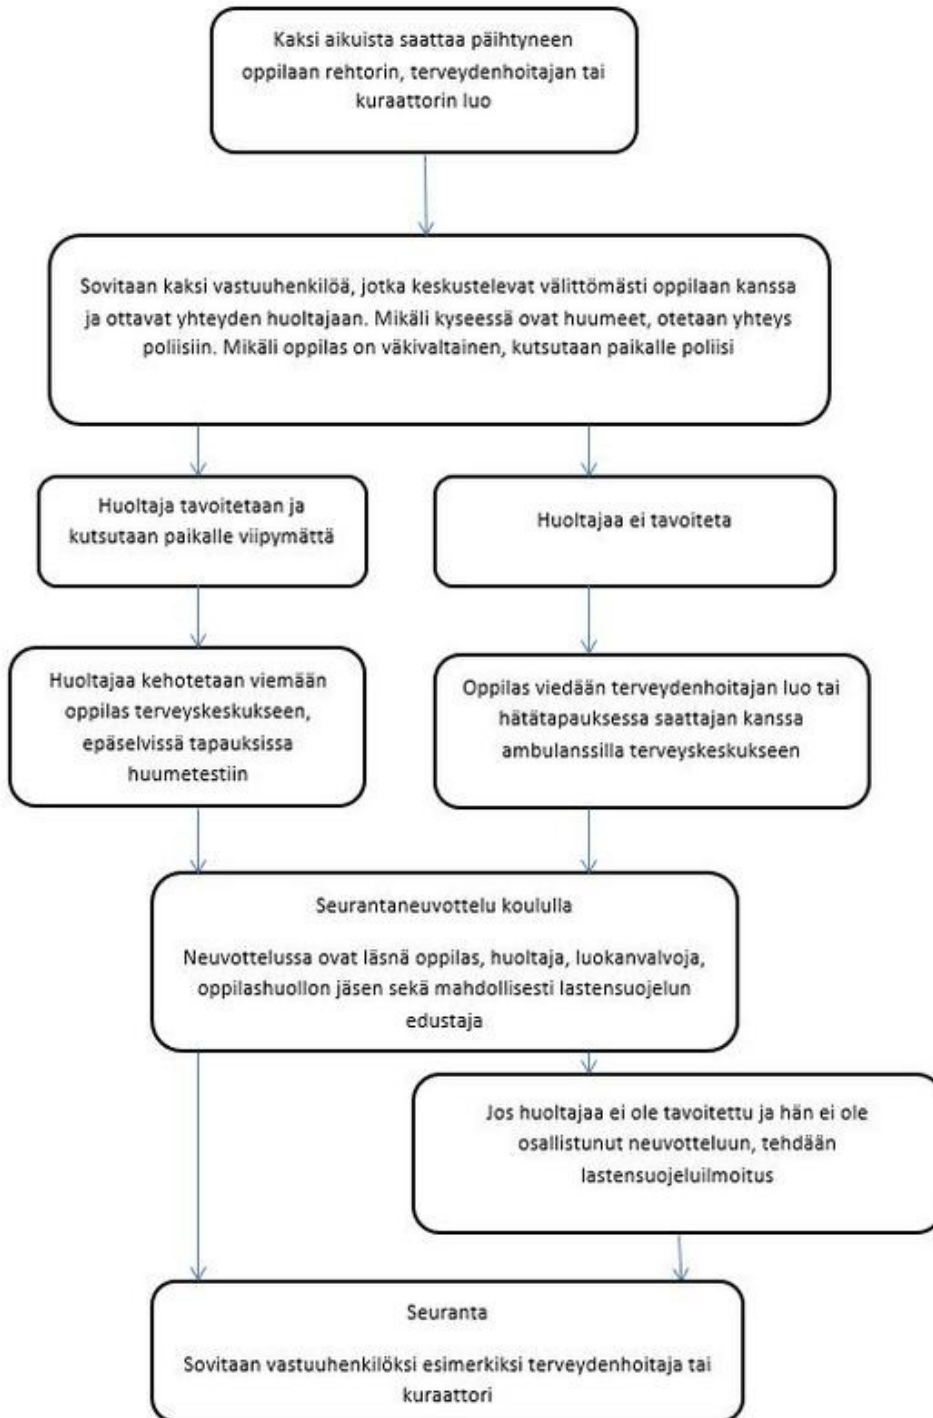 Kaksi aikuista saattaa päihtyneen
oppilaan rehtorin, terveydenhoitajan tai
kuraattorin luo
Sovitaan kaksi vastuuhenkilöä, jotka keskustelevat välittömästi oppilaan kanssa
ja ottavat yhteyden huoltajaan. Mikäli kyseessä ovat huumeet, otetaan yhteys
poliisiin. Mikäli oppilas on väkivaltainen, kutsutaan paikalle poliisi
Huoltaja tavoitetaan ja
kutsutaan paikalle viipymättä
Huoltajaa ei tavoiteta
Huoltajaa kehotetaan viemään
oppilas terveyskeskukseen,
epäselvissä tapauksissa
huumetestiin
Oppilas viedään terveydenhoitajan luo tai
hätätapauksessa saattajan kanssa
ambulanssilla terveyskeskukseen
Seurantaneuvottelu koululla
Neuvottelussa ovat läsnä oppilas, huoltaja, luokanvalvoja,
oppilashuollon jäsen sekä mahdollisesti lastensuojelun
edustaja
Jos huoltajaa ei ole tavoitettu ja hän ei ole
osallistunut neuvotteluun, tehdään
lastensuojeluilmoitus
Seuranta
Sovitaan vastuuhenkilöksi esimerkiksi terveydenhoitaja tai
kuraattori